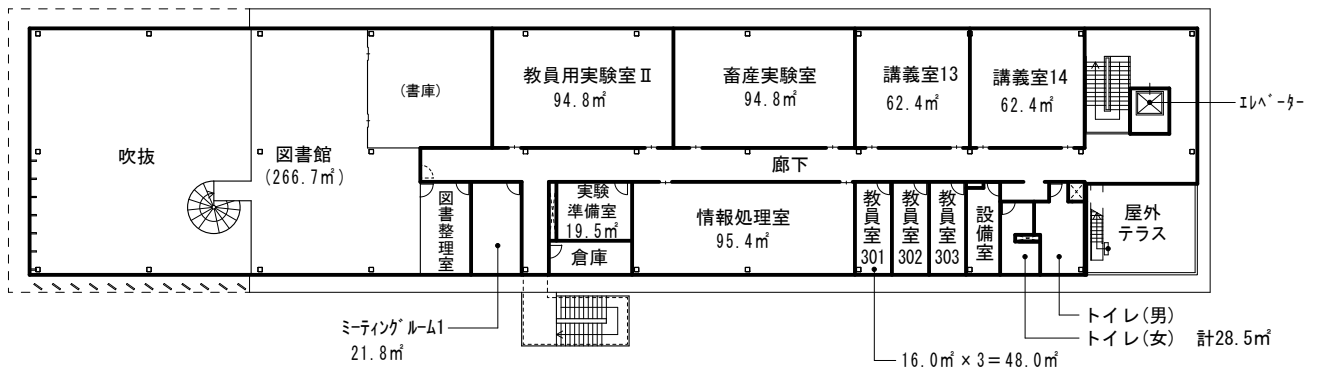 教員用実験室Ⅱ
94.8㎡
畜産実験室
94.8㎡
講義室13
62.4㎡
講義室14
62.4㎡
(書庫)
ｴﾚﾍﾞｰﾀｰ
吹抜
図書館
(266.7㎡)
廊下
図書整理室
実験
準備室
19.5㎡
倉庫
情報処理室
95.4㎡
教員室
301
教員室
302
教員室
303
設備室
屋外
テラス
ﾐｰﾃｨﾝｸﾞﾙｰﾑ1
21.8㎡
トイレ(男)
トイレ(女) 計28.5㎡
16.0㎡×3=48.0㎡